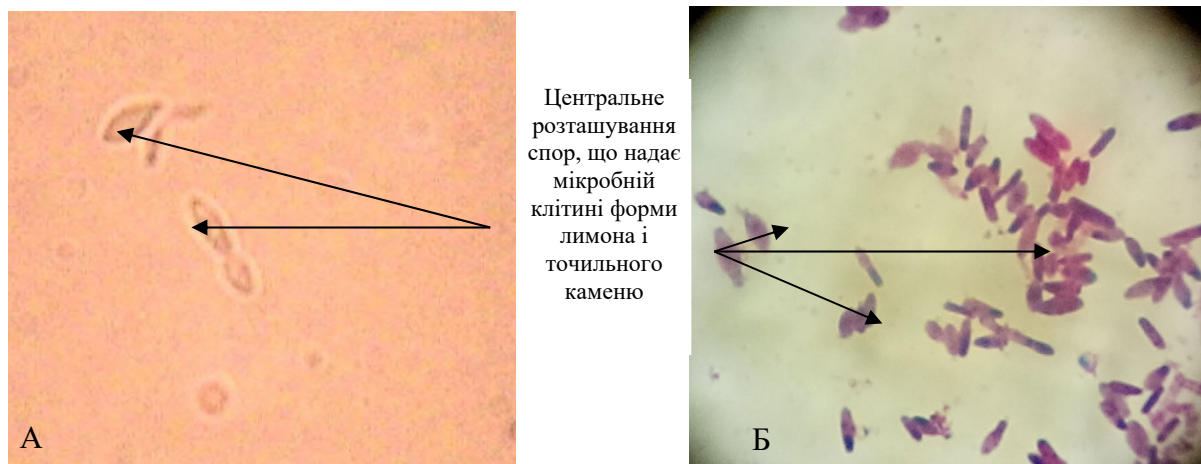 Центральне
розташування
спор, що надає
мікробній
клітині форми
лимона і
точильного
каменю
А
Б